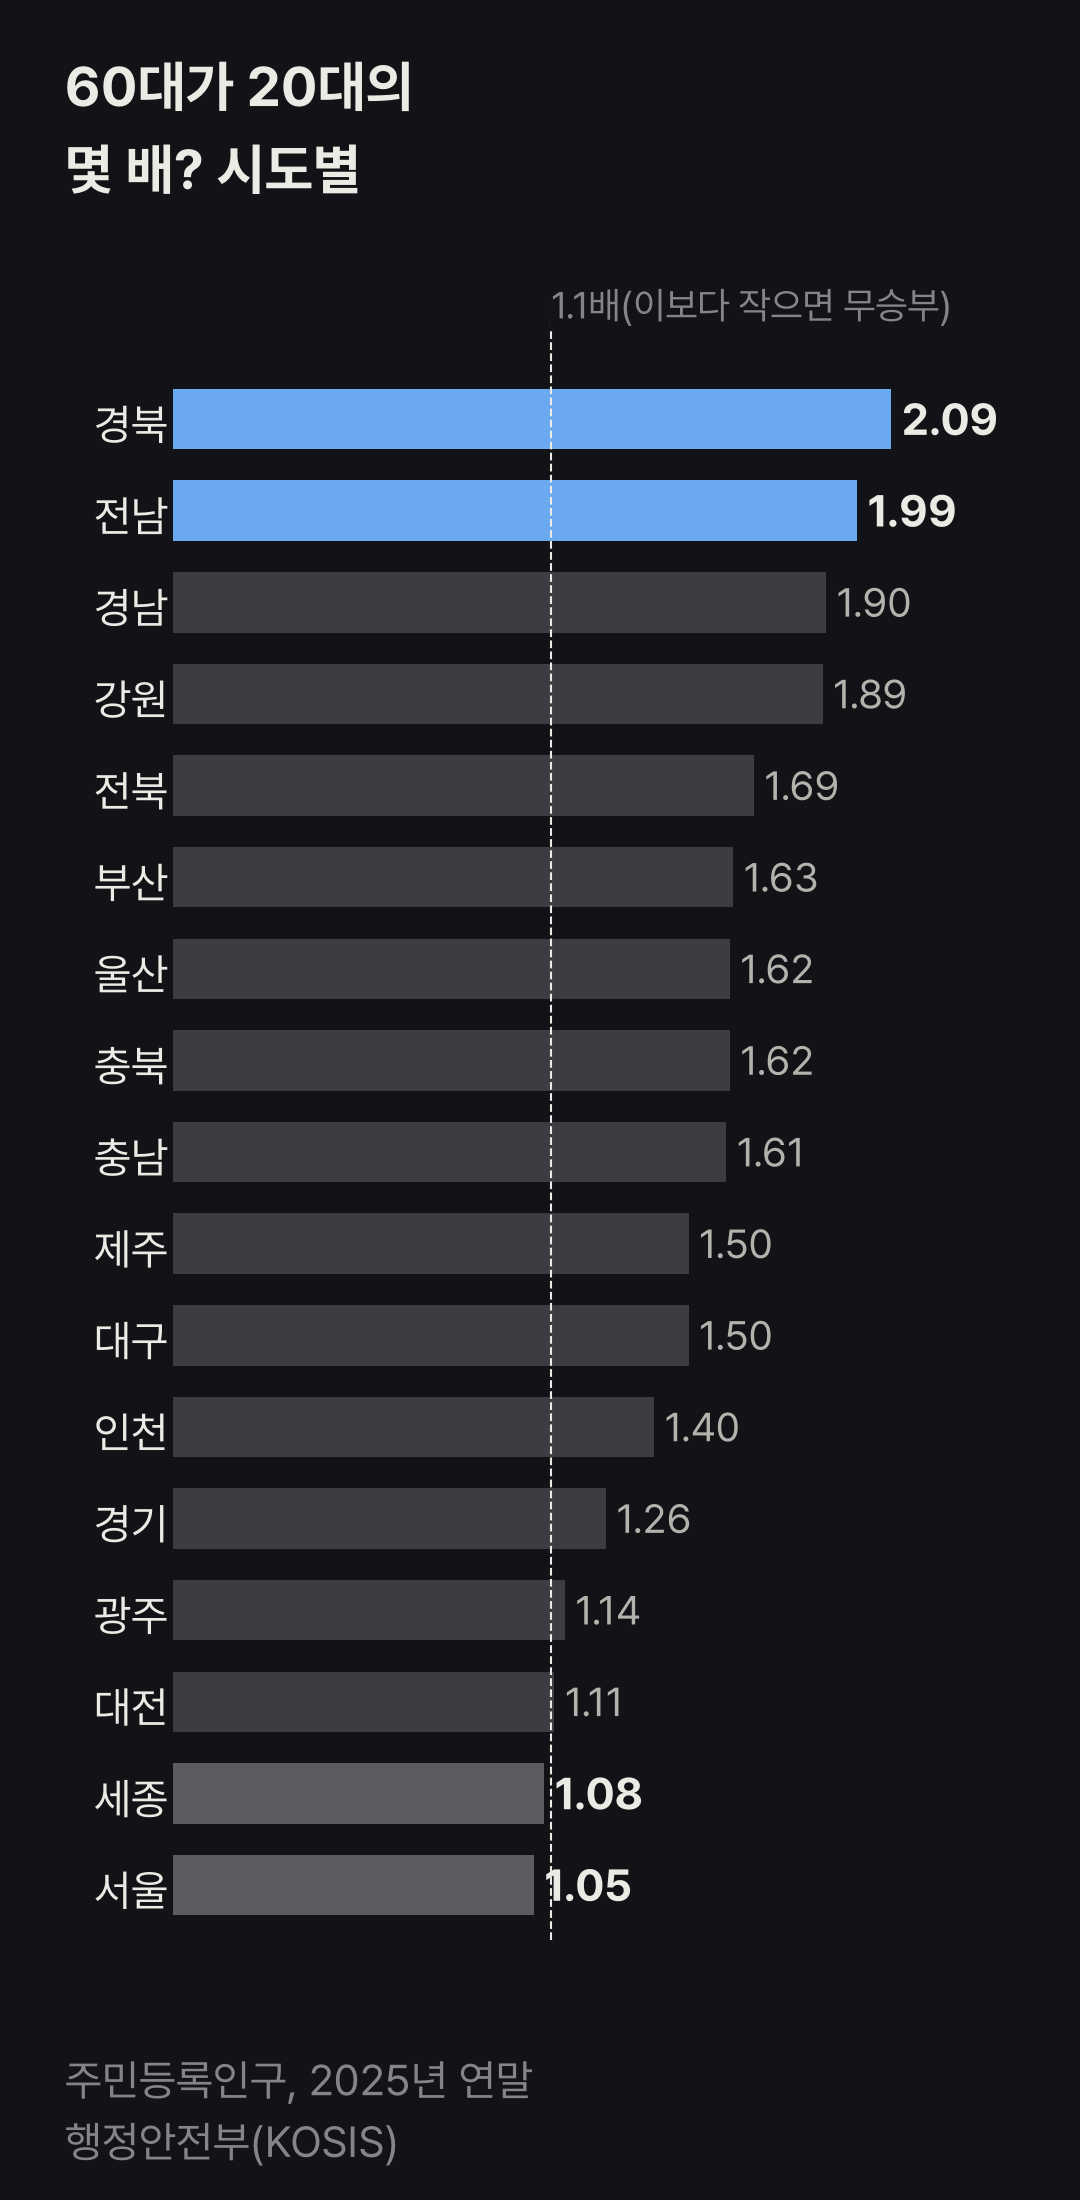 60대가 20대의
몇 배? 시도별
1.1배(이보다 작으면 무승부)
경북 2.09
전남 1.99
경남 1.90
강원 1.89
전북 1.69
부산 1.63
울산 1.62
충북 1.62
충남 1.61
제주 1.50
대구 1.50
인천 1.40
경기 1.26
광주 1.14
대전 1.11
세종 1.08
서울 1.05
주민등록인구, 2025년 연말
행정안전부(KOSIS)